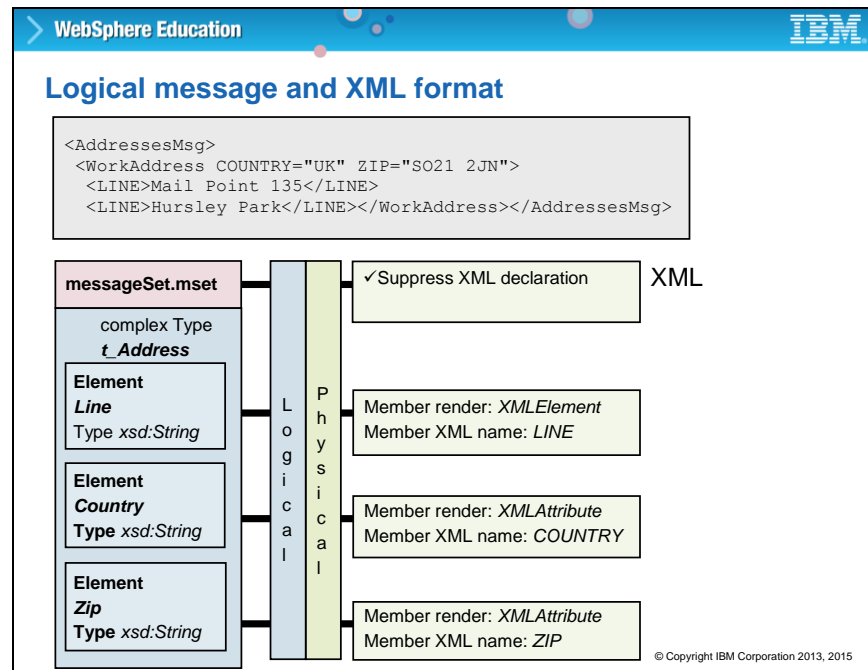 WebSphere Education
IBM
Logical message and XML format
<AddressesMsg>
<WorkAddress COUNTRY="UK" ZIP="SO21 2JN">
<LINE>Mail Point 135</LINE>
<LINE>Hursley Park</LINE></WorkAddress></AddressesMsg>
messageSet.mset
✓Suppress XML declaration
XML
complex Type
t_Address
Element
Line
Type xsd:String
Logical
Physical
Member render: XMLElement
Member XML name: LINE
Element
Country
Type xsd:String
Member render: XMLAttribute
Member XML name: COUNTRY
Element
Zip
Type xsd:String
Member render: XMLAttribute
Member XML name: ZIP
© Copyright IBM Corporation 2013, 2015